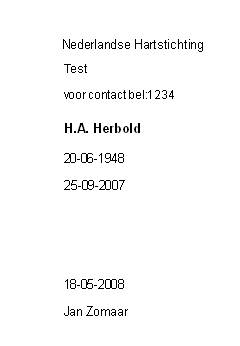 Nederlandse Hartstichting
Test
voor contact bel:1234
H.A. Herbold
20-06-1948
25-09-2007
18-05-2008
Jan Zomaar